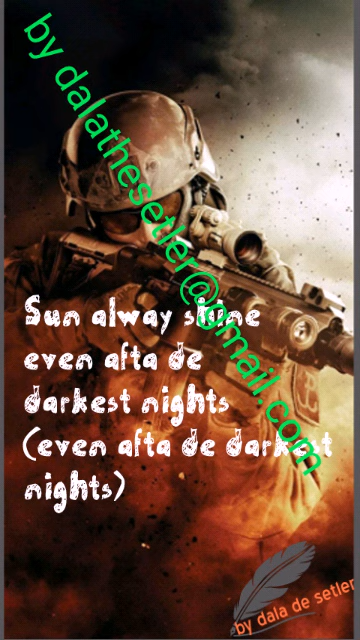 by dalathesetler@gmail.com
Sun alway shine
even afta de
darkest nights
(even afta de darkest
nights)
by dala de setler